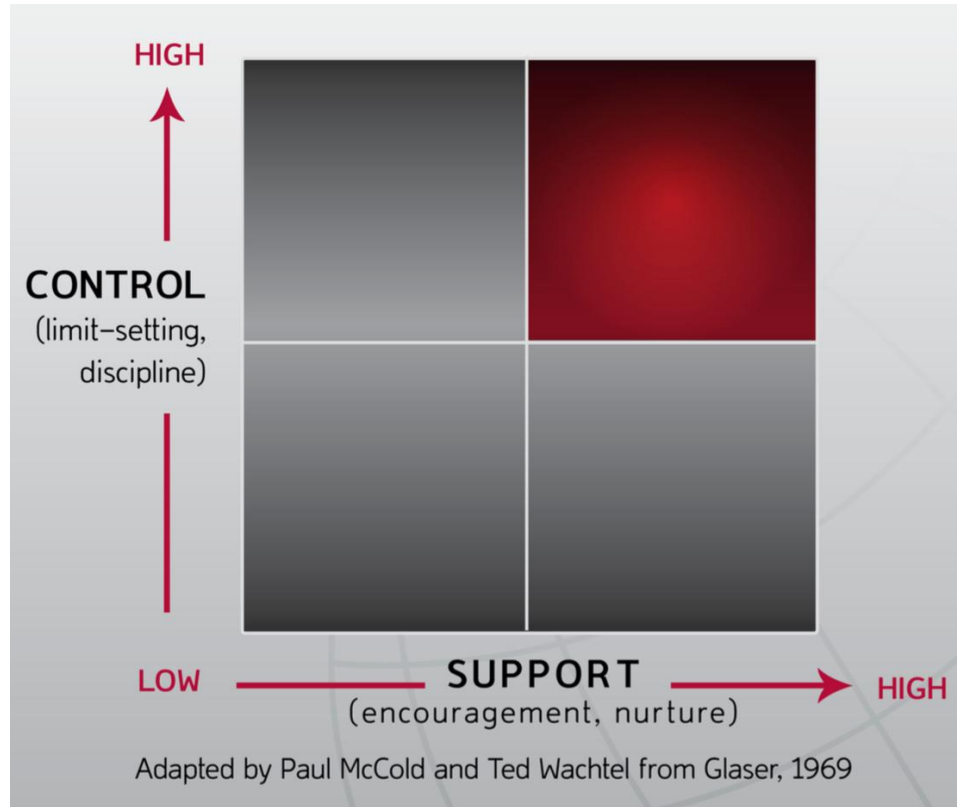 HIGH
CONTROL
(limit-setting,
discipline)
LOW
SUPPORT
HIGH
(encouragement, nurture)
Adapted by Paul McCold and Ted Wachtel from Glaser, 1969